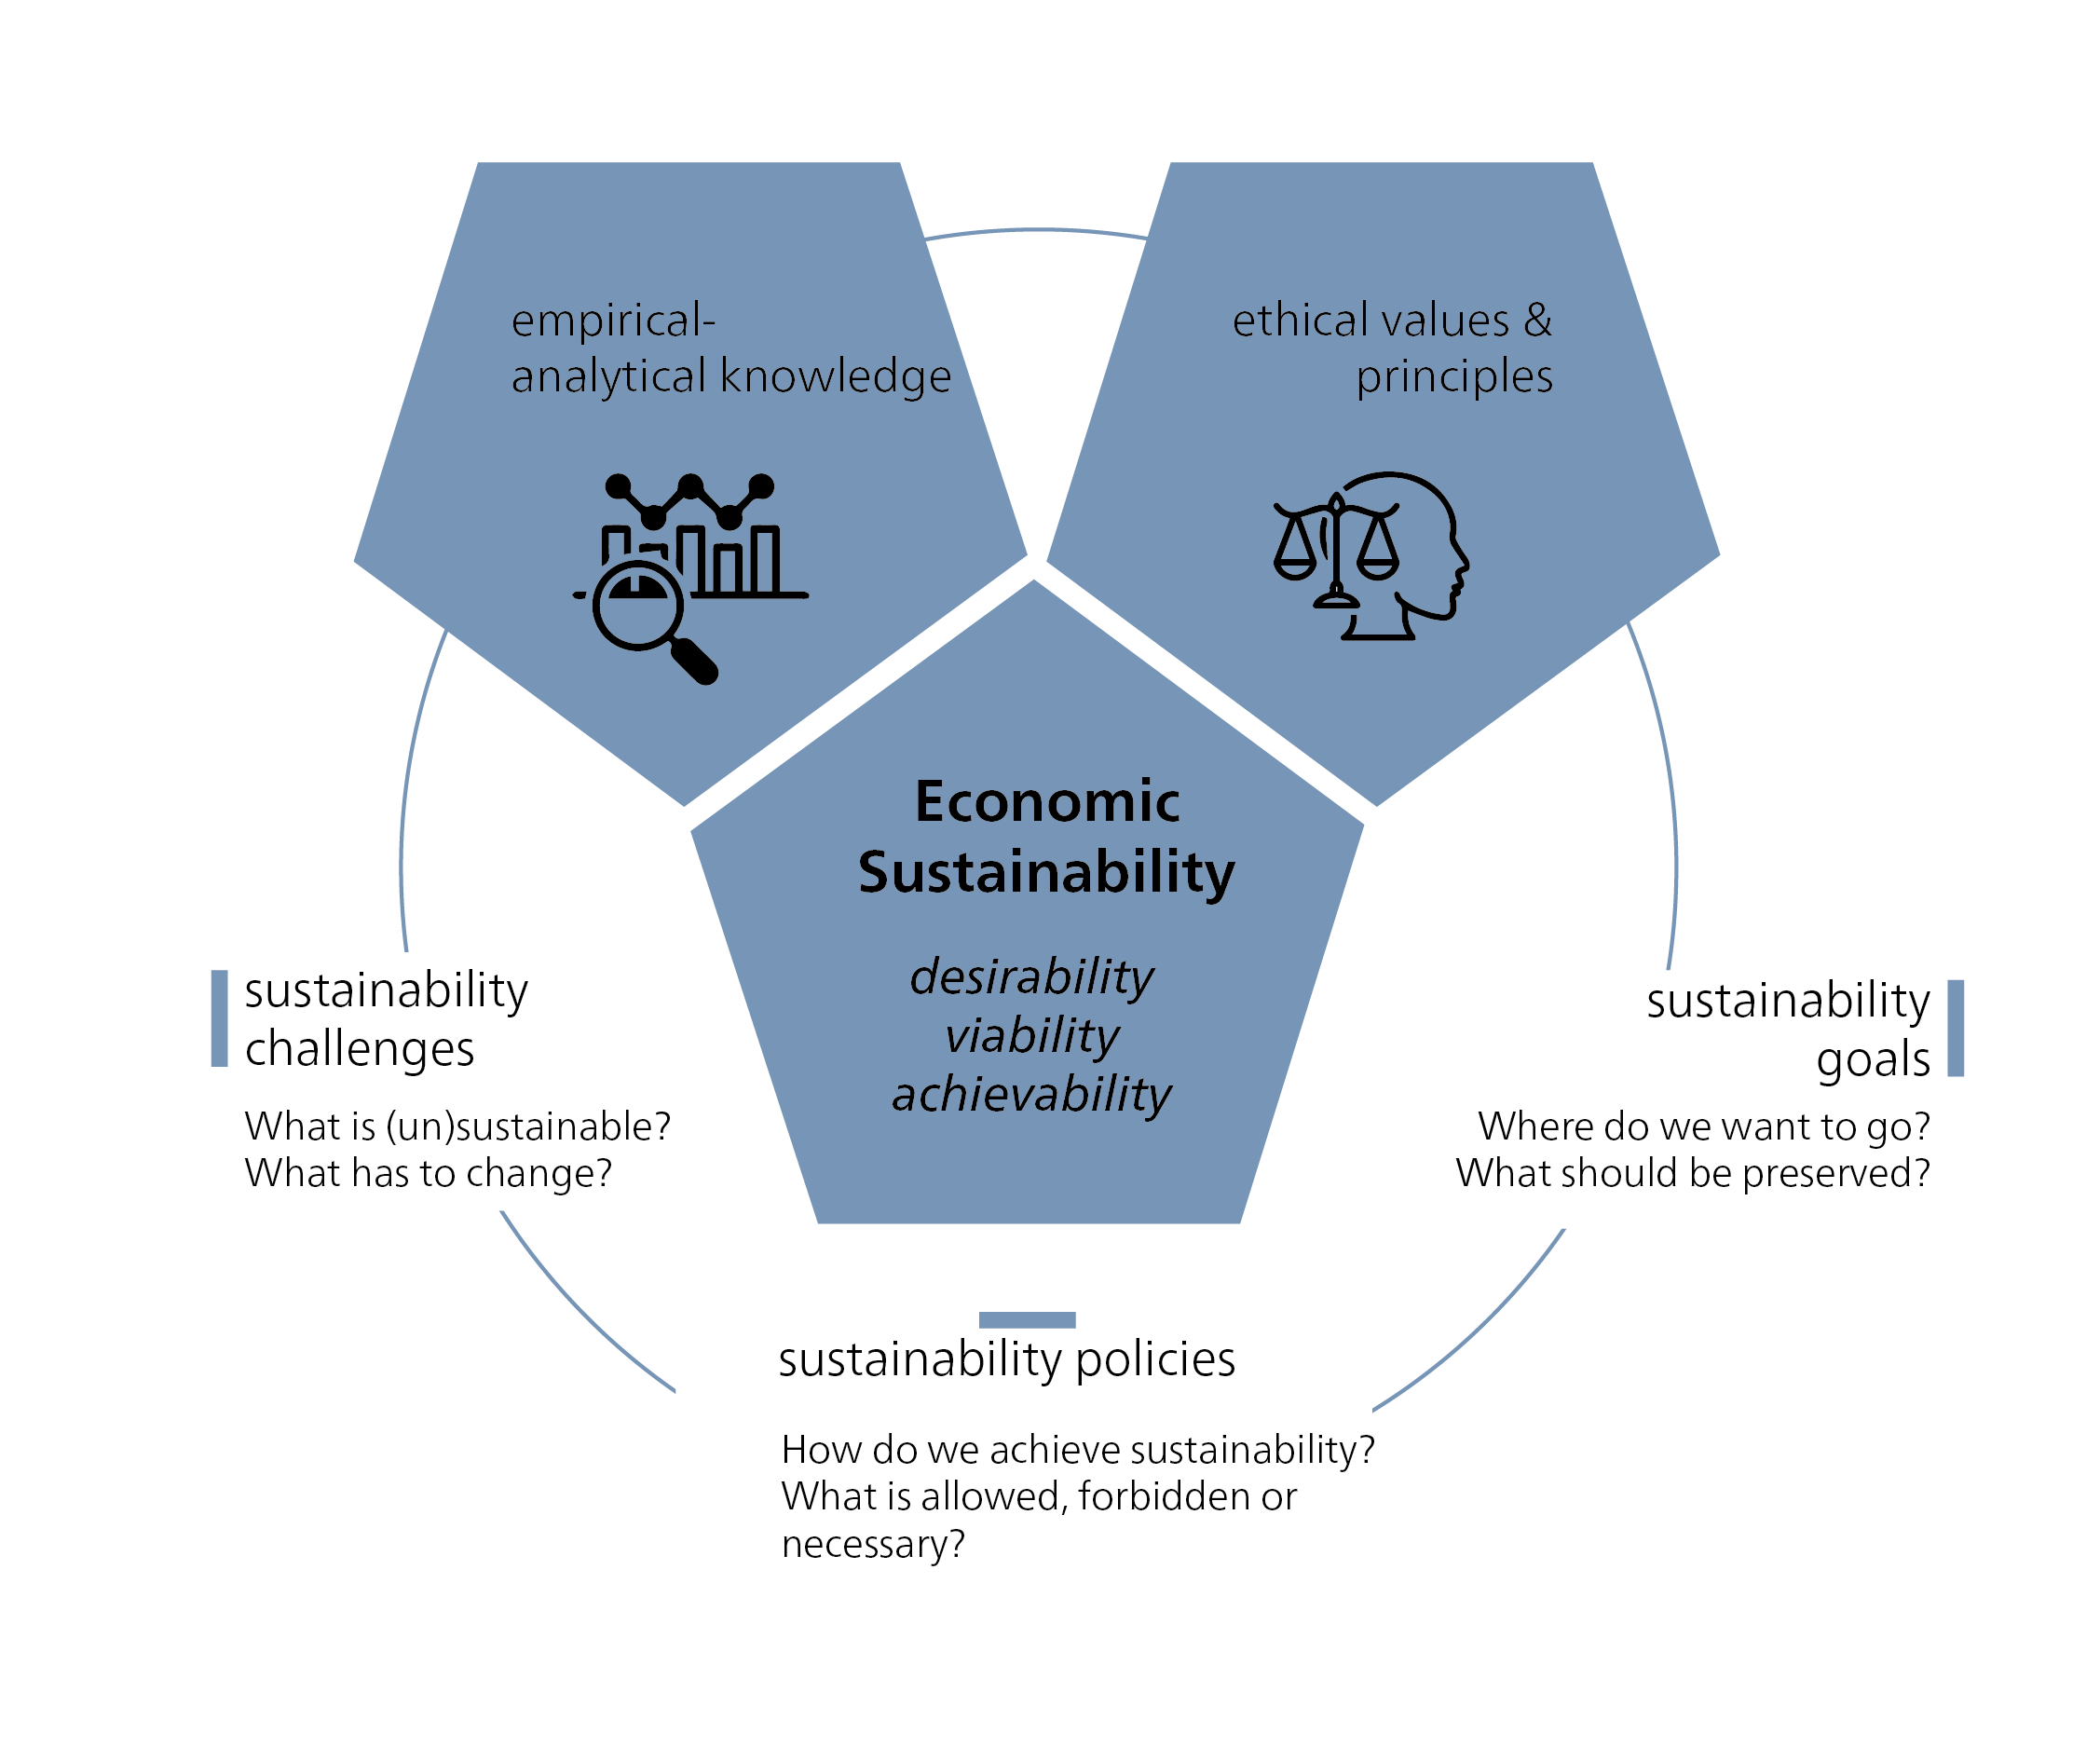 empirical-
analytical knowledge
ethical values &
principles
Economic
Sustainability
desirability
viability
achievability
sustainability
challenges
What is (un)sustainable?
What has to change?
sustainability
goals
Where do we want to go?
What should be preserved?
sustainability policies
How do we achieve sustainability?
What is allowed, forbidden or
necessary?